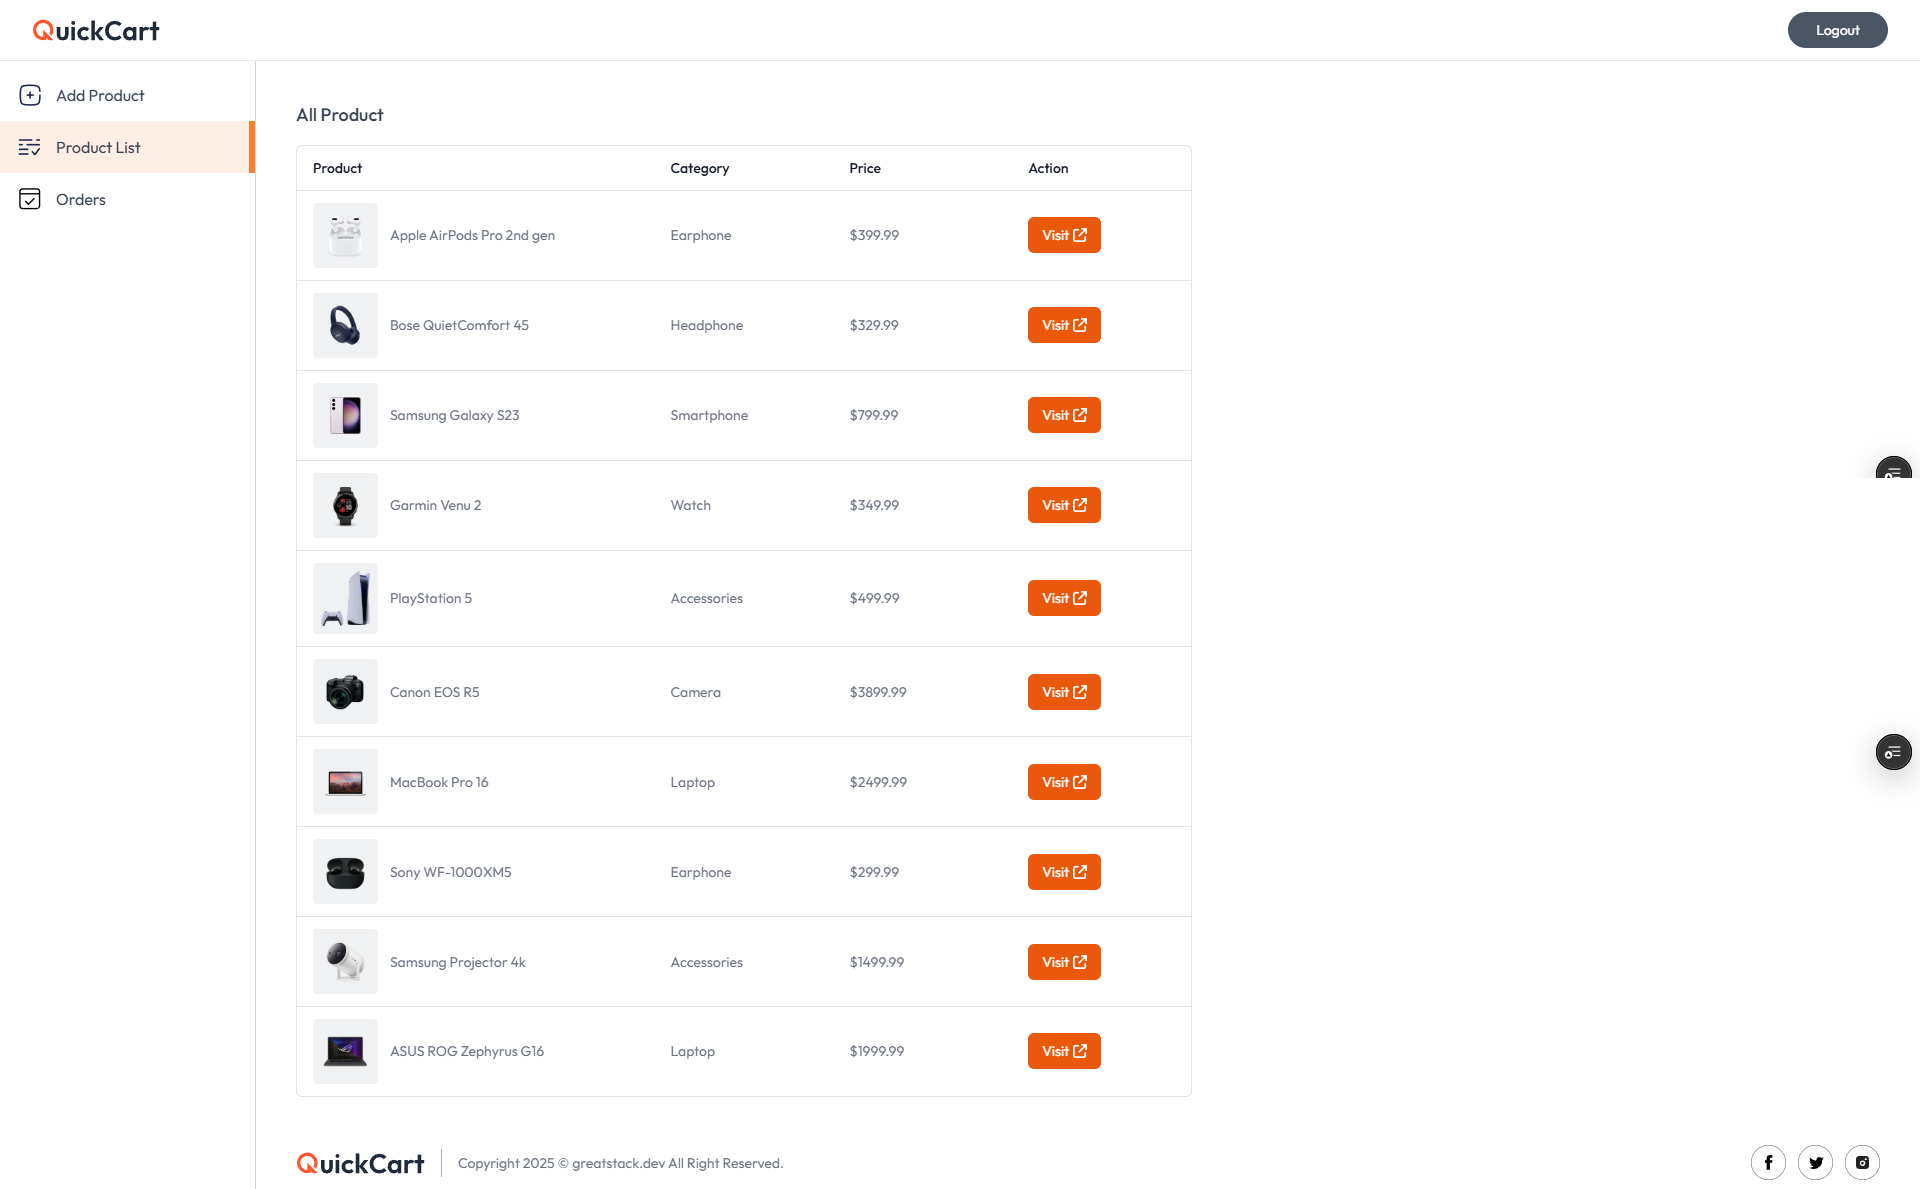 QuickCart
Logout
Add Product
Product List
Orders
All Product
Product Category Price Action
Apple AirPods Pro 2nd gen Earphone $399.99 Visit
Bose QuietComfort 45 Headphone $329.99 Visit
Samsung Galaxy S23 Smartphone $799.99 Visit
Garmin Venu 2 Watch $349.99 Visit
PlayStation 5 Accessories $499.99 Visit
Canon EOS R5 Camera $3899.99 Visit
MacBook Pro 16 Laptop $2499.99 Visit
Sony WF-1000XM5 Earphone $299.99 Visit
Samsung Projector 4k Accessories $1499.99 Visit
ASUS ROG Zephyrus G16 Laptop $1999.99 Visit
QuickCart Copyright 2025 © greatstack.dev All Right Reserved.